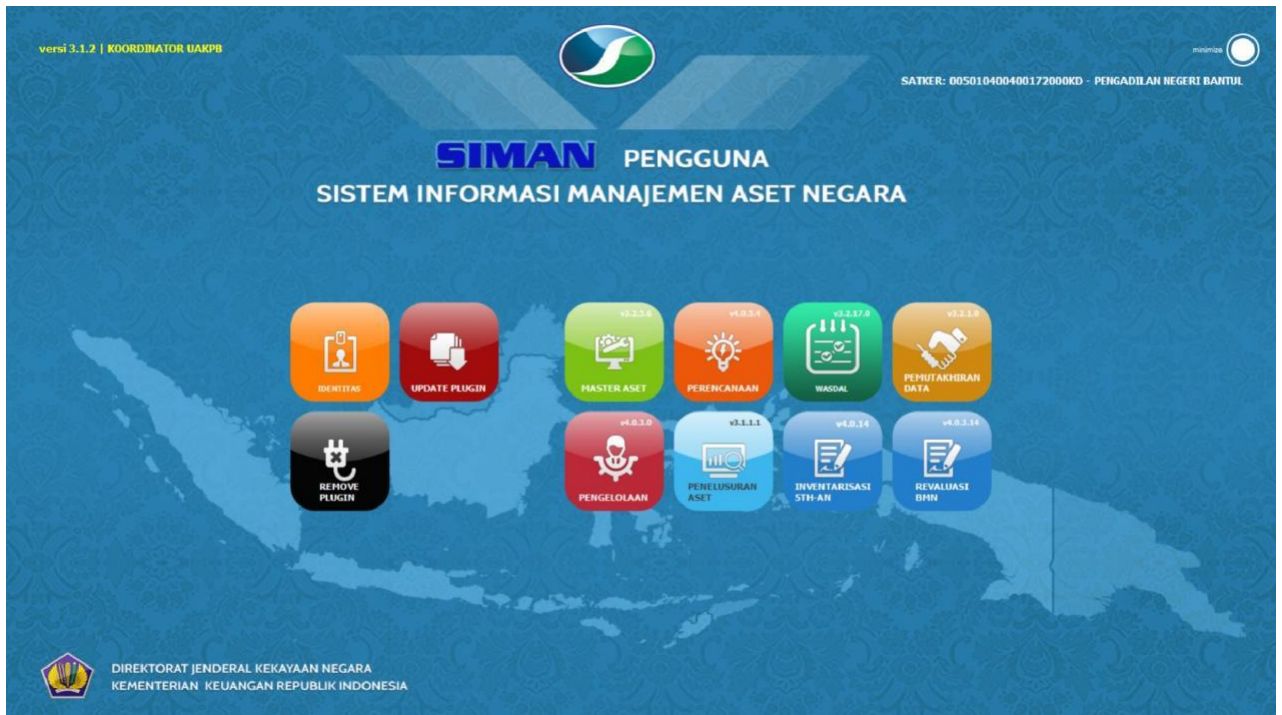 versi 3.1.2 | KOORDINATOR UAKPB
minimize
SATKER: 005010400400172000KD - PENGADILAN NEGERI BANTUL
SIMAN PENGGUNA
SISTEM INFORMASI MANAJEMEN ASET NEGARA
IDENTITAS
UPDATE PLUGIN
v3.2.5.6
MASTER ASET
v4.0.3.4
PERENCANAAN
v3.2.17.0
WASDAL
v3.2.1.0
PEMUTAKHIRAN
DATA
REMOVE
PLUGIN
v4.0.3.0
PENGELOLAAN
v3.1.1.1
PENELUSURAN
ASET
v4.0.14
INVENTARISASI
5TH-AN
v4.0.3.14
REVALUASI
BMN
DIREKTORAT JENDERAL KEKAYAAN NEGARA
KEMENTERIAN KEUANGAN REPUBLIK INDONESIA